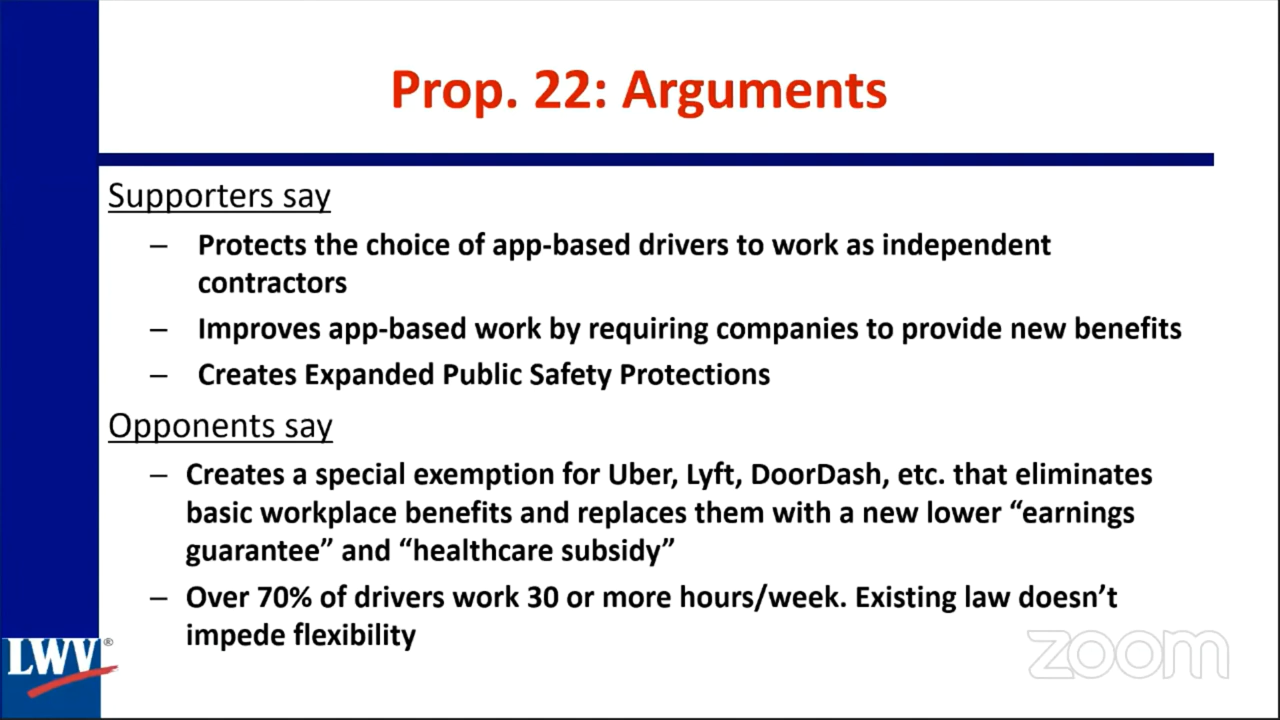 Prop. 22: Arguments
Supporters say
– Protects the choice of app-based drivers to work as independent
contractors
– Improves app-based work by requiring companies to provide new benefits
– Creates Expanded Public Safety Protections
Opponents say
– Creates a special exemption for Uber, Lyft, DoorDash, etc. that eliminates
basic workplace benefits and replaces them with a new lower “earnings
guarantee” and “healthcare subsidy”
– Over 70% of drivers work 30 or more hours/week. Existing law doesn’t
impede flexibility
LWV®
zoom